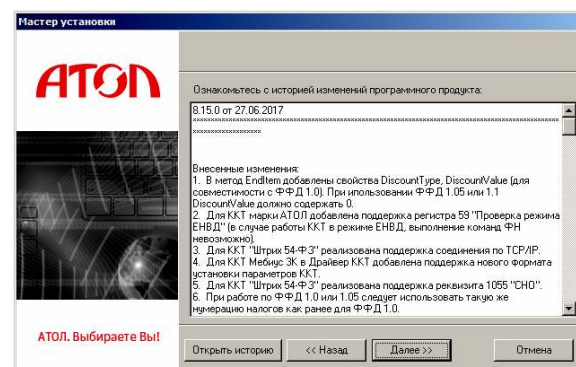 Мастер установки
АТОЛ
Ознакомьтесь с историей изменений программного продукта:
8.15.0 от 27.06.2017
Внесенные изменения:
1. В метод EndItem добавлены свойства DiscountType, DiscountValue (для
совместимости с ФФД 1.0). При ипользовании ФФД 1.05 или 1.1
DiscountValue должно содержать 0.
2. Для ККТ марки АТОЛ добавлена поддержка регистра 59 "Проверка режима
ЕНВД" (в случае работы ККТ в режиме ЕНВД, выполнение команд ФН
невозможно).
3. Для ККТ "Штрих 54-ФЗ" реализована поддержка соединения по TCP/IP.
4. Для ККТ Мебиус 3К в Драйвер ККТ добавлена поддержка нового формата
установки параметров ККТ.
5. Для ККТ "Штрих 54-ФЗ" реализована поддержка реквизита 1055 "СНО".
6. При работе по ФФД 1.0 или 1.05 следует использовать такую же
нумерацию налогов как ранее для ФФД 1.0.
АТОЛ. Выбираете Вы!
Открыть историю
<< Назад
Далее >>
Отмена